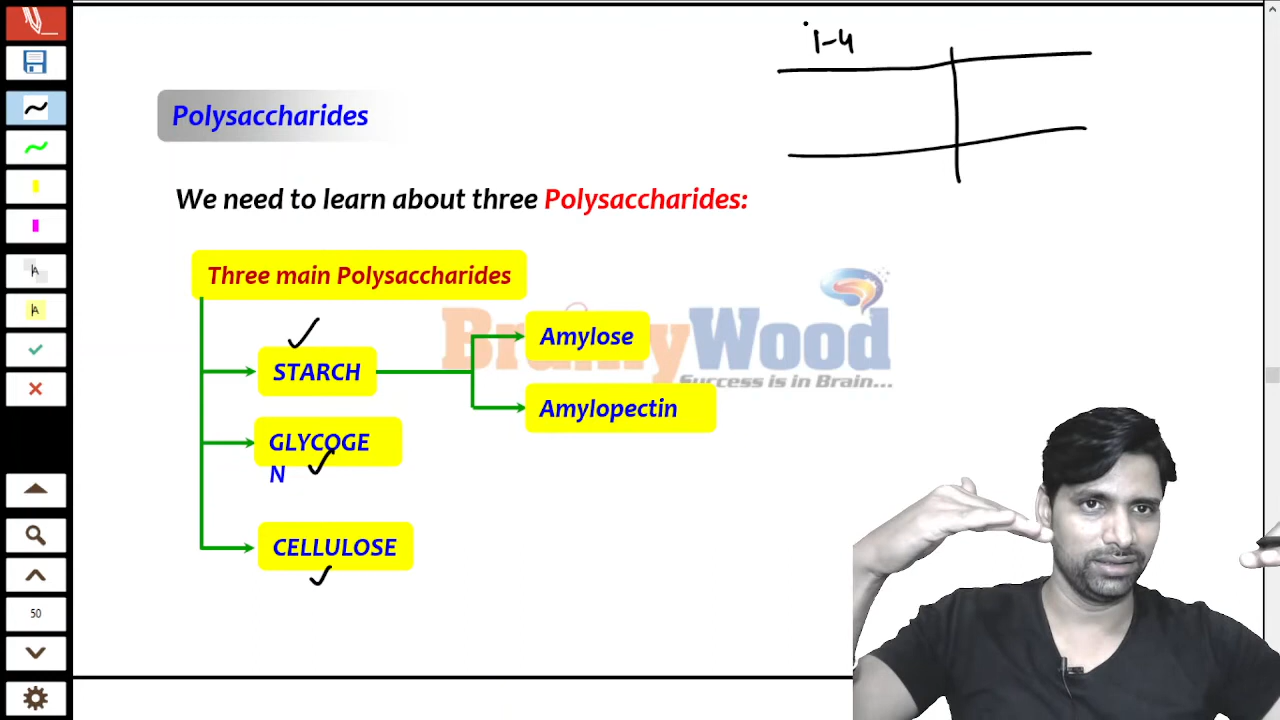 1-4
Polysaccharides
We need to learn about three Polysaccharides:
Three main Polysaccharides
STARCH
Amylose
Amylopectin
GLYCOGE
N
CELLULOSE
BrainyWood
Success is in Brain...
50